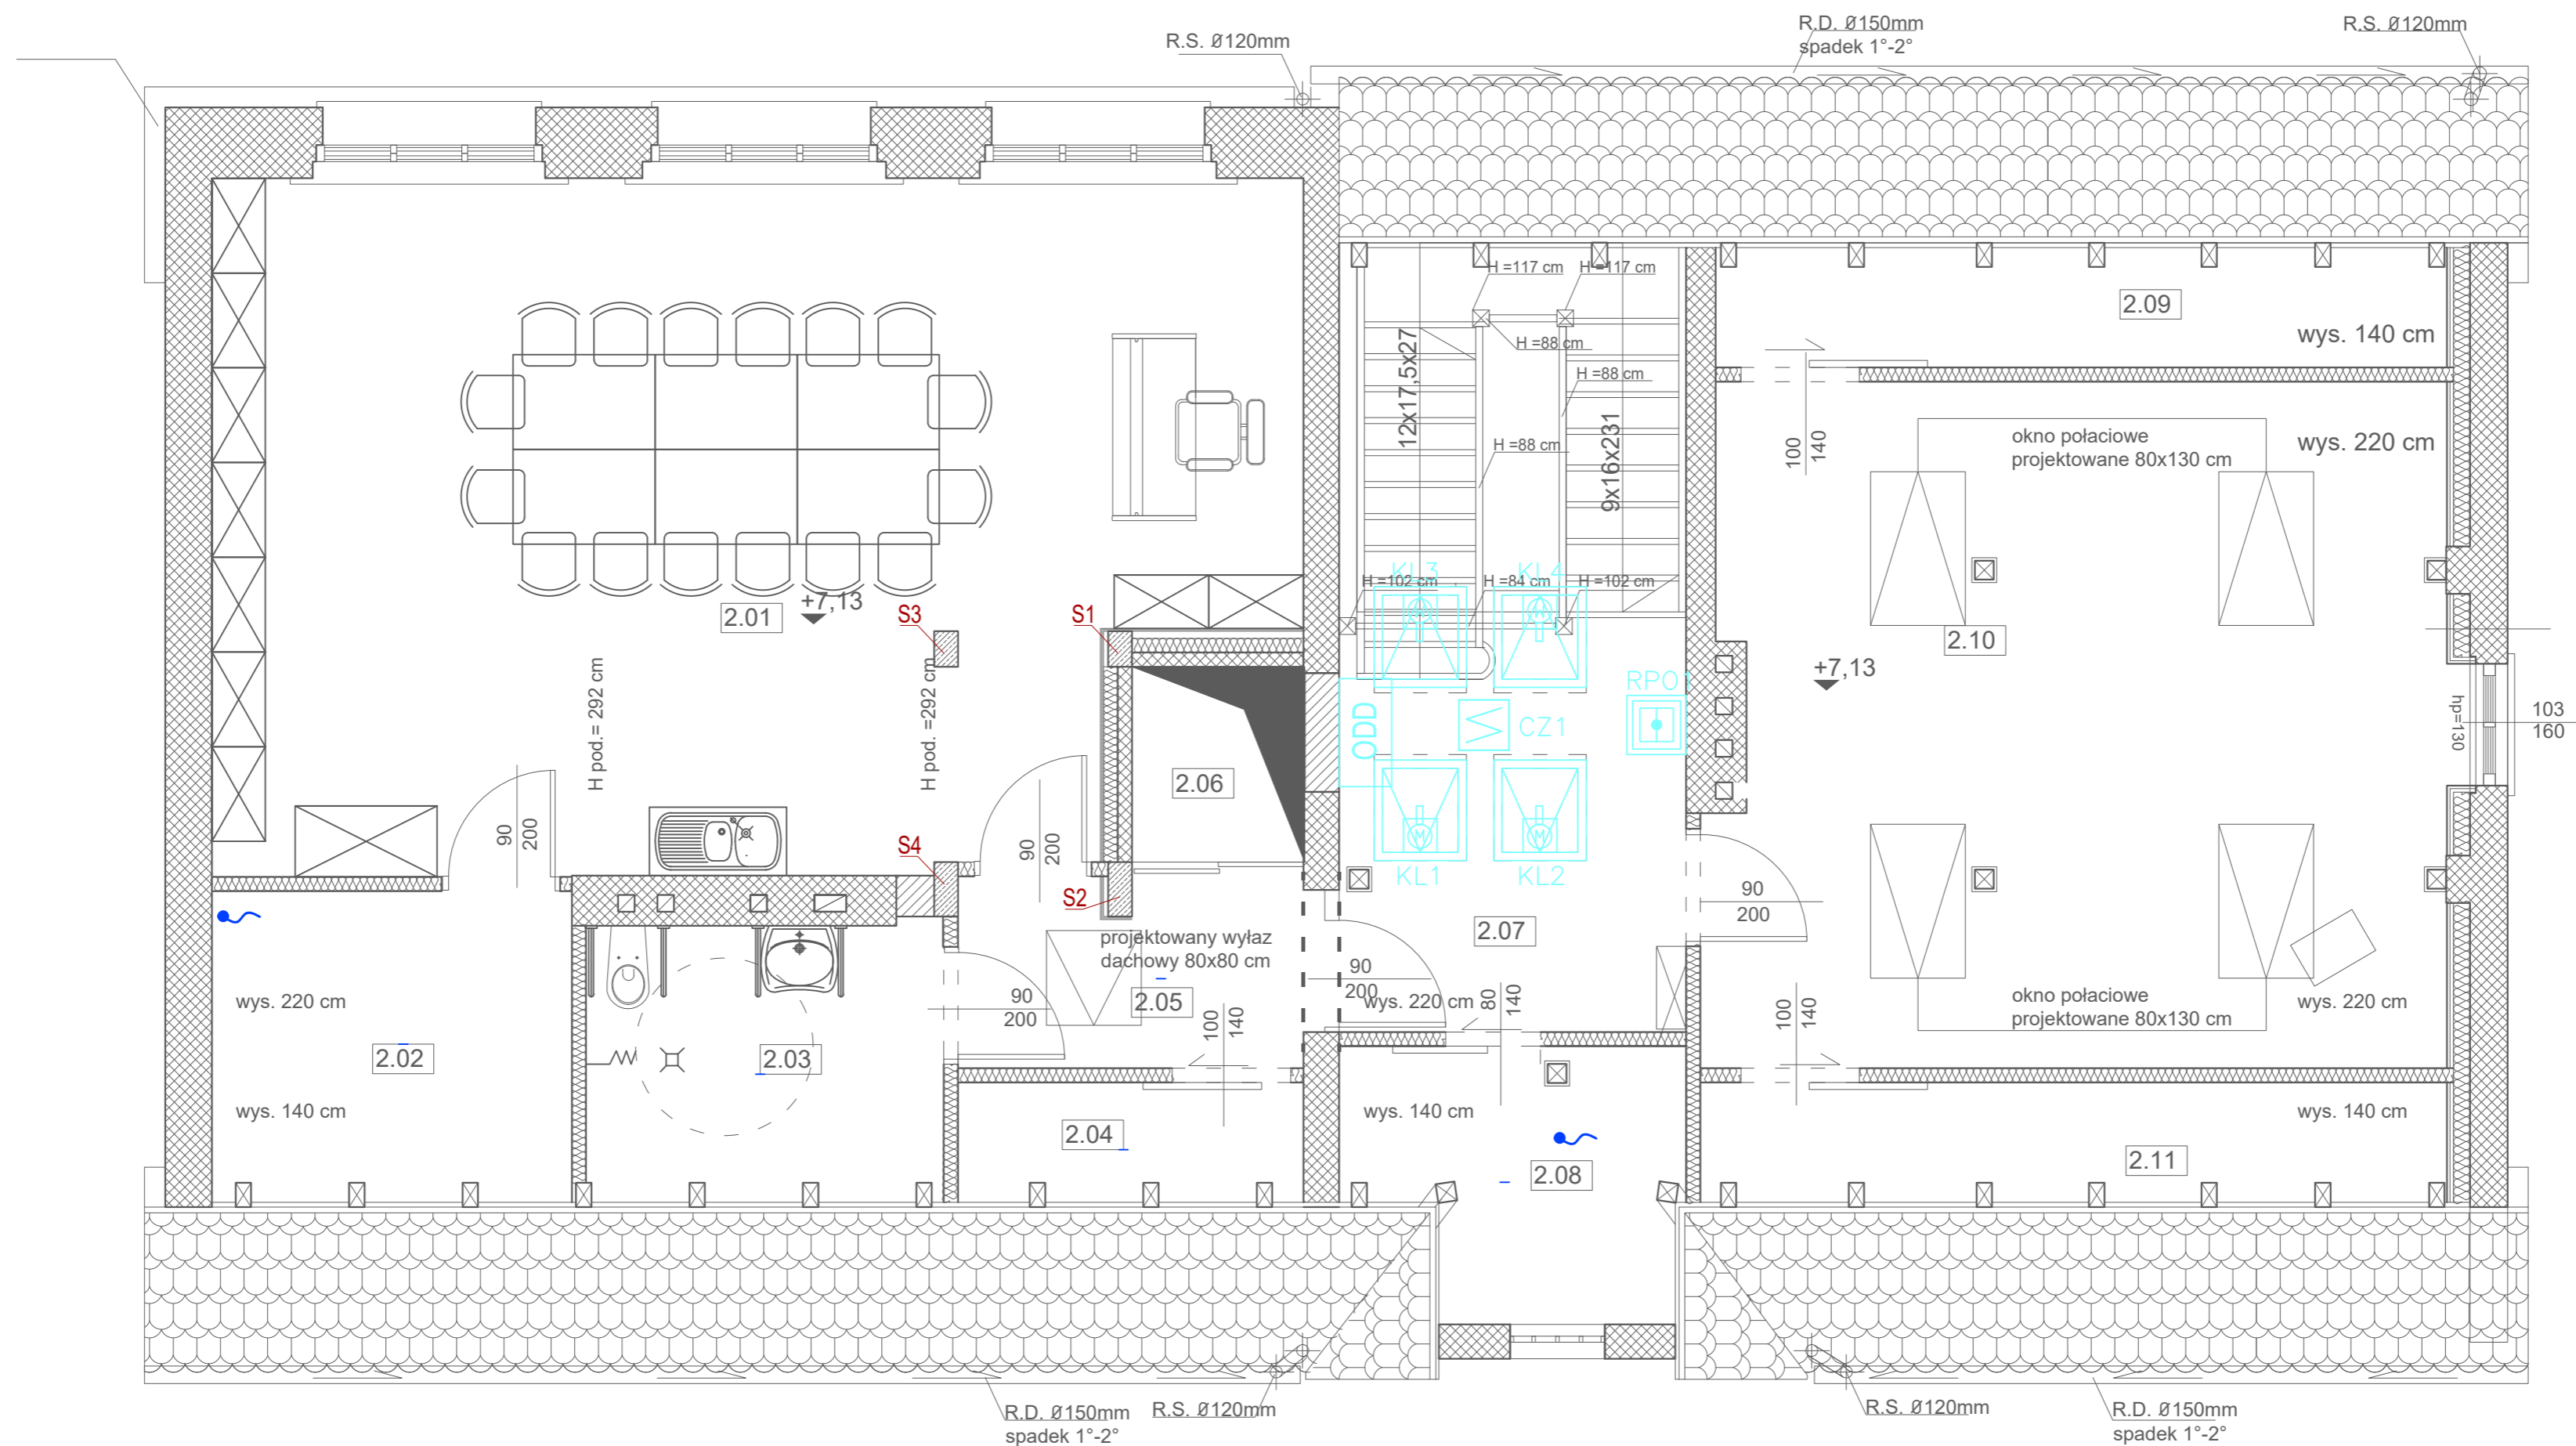 R.S. Ø120mm
R.D. Ø150mm
spadek 1°-2°
R.S. Ø120mm
H =117 cm
H =117 cm
2.09
wys. 140 cm
H =88 cm
12x17,5x27
H =88 cm
9x16x231
H =88 cm
100
140
okno połaciowe
projektowane 80x130 cm
wys. 220 cm
KL3
KL4
H =102 cm
H =84 cm
H =102 cm
2.01
+7,13
S3
S1
2.10
+7,13
H pod.= 292 cm
H pod. =292 cm
RPO1
ODD
CZ1
hp=130
103
160
2.06
90
200
90
200
S4
S2
KL1
KL2
90
200
2.07
projektowany wyłaz
dachowy 80x80 cm
90
200
wys. 220 cm
80
140
wys. 220 cm
90
200
2.05
100
140
100
140
okno połaciowe
projektowane 80x130 cm
wys. 220 cm
2.02
2.03
wys. 140 cm
2.04
wys. 140 cm
wys. 140 cm
2.08
2.11
R.D. Ø150mm
spadek 1°-2°
R.S. Ø120mm
R.S. Ø120mm
R.D. Ø150mm
spadek 1°-2°